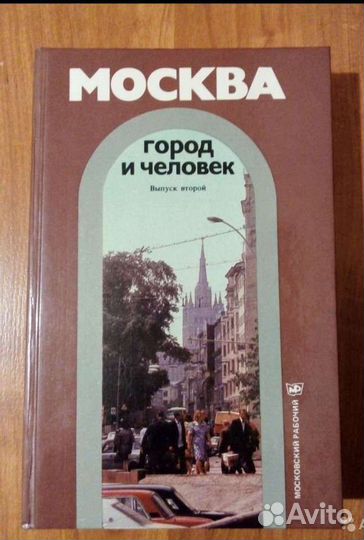 МОСКВА
ГОРОД
И ЧЕЛОВЕК
Выпуск второй
МОСКОВСКИЙ РАБОЧИЙ
Avito